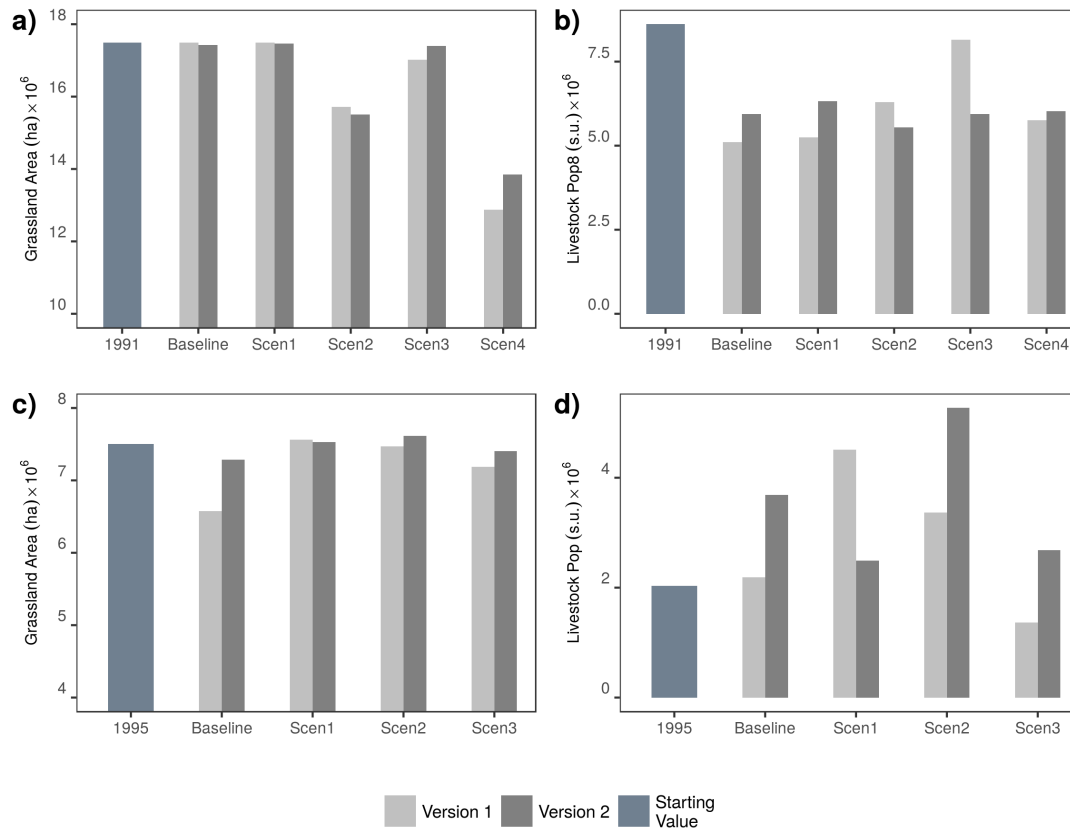 a)
Grassland Area (ha) × 10⁶
18
16
14
12
10
1991 Baseline Scen1 Scen2 Scen3 Scen4
b)
Livestock Pop8 (s.u.) × 10⁶
7.5
5.0
2.5
0.0
1991 Baseline Scen1 Scen2 Scen3 Scen4
c)
Grassland Area (ha) × 10⁶
8
7
6
5
4
1995 Baseline Scen1 Scen2 Scen3
d)
Livestock Pop (s.u.) × 10⁶
4
2
0
1995 Baseline Scen1 Scen2 Scen3
Version 1 Version 2 Starting
Value